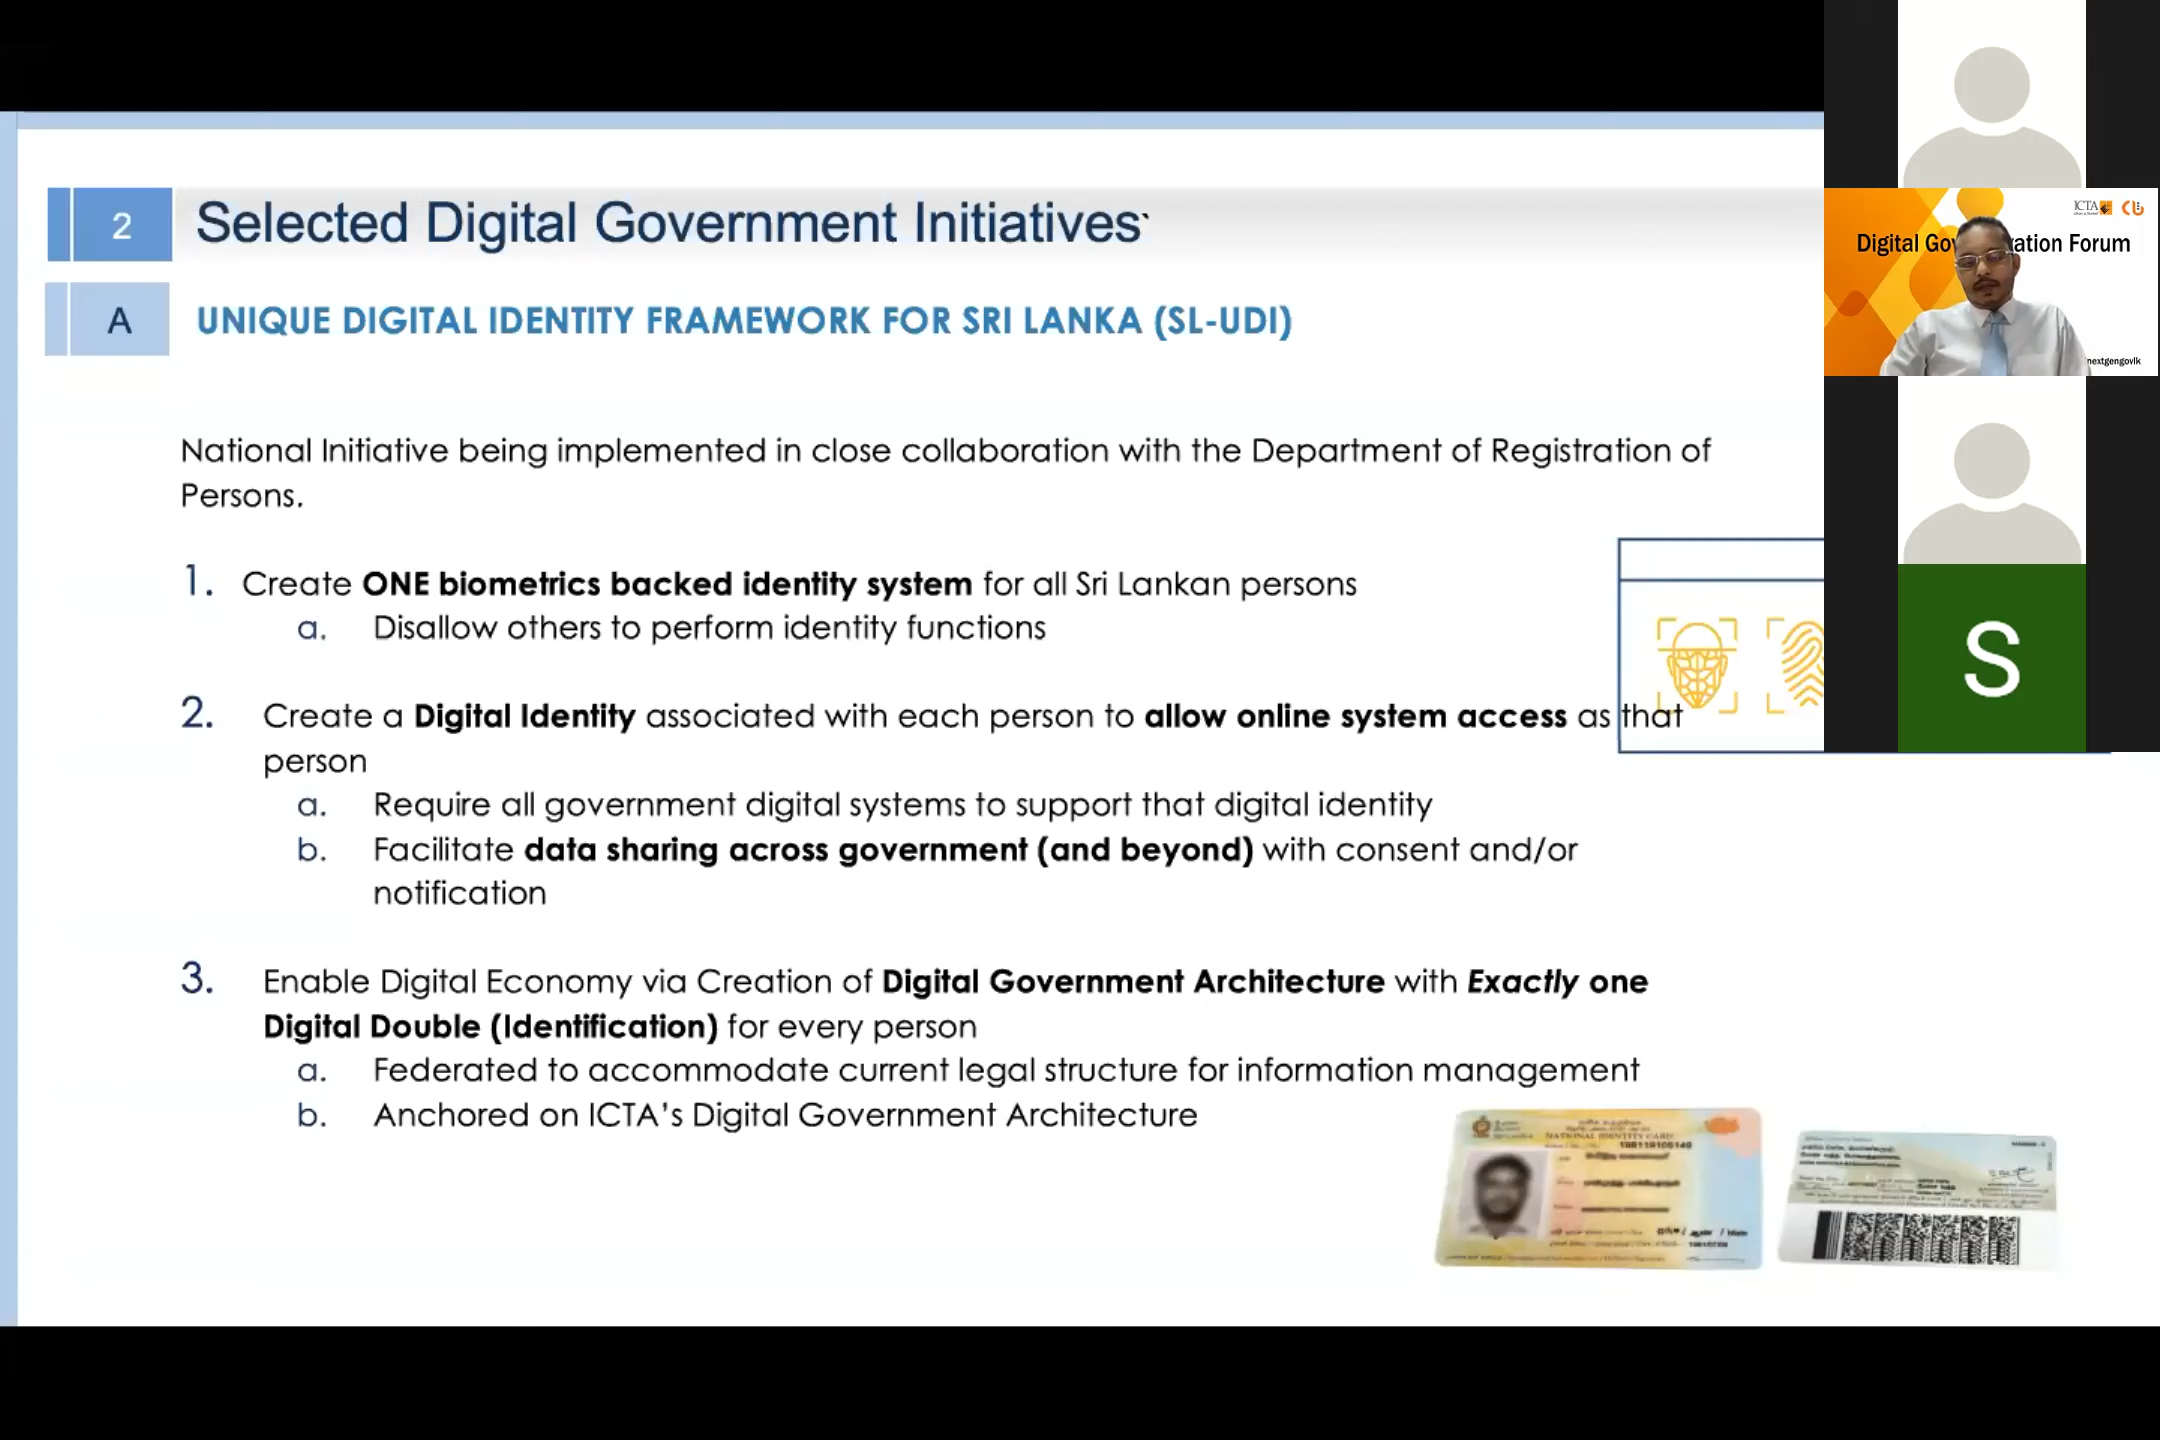 2
Selected Digital Government Initiatives`
A
UNIQUE DIGITAL IDENTITY FRAMEWORK FOR SRI LANKA (SL-UDI)
National Initiative being implemented in close collaboration with the Department of Registration of
Persons.
1. Create ONE biometrics backed identity system for all Sri Lankan persons
a. Disallow others to perform identity functions
2. Create a Digital Identity associated with each person to allow online system access as that
person
a. Require all government digital systems to support that digital identity
b. Facilitate data sharing across government (and beyond) with consent and/or
notification
3. Enable Digital Economy via Creation of Digital Government Architecture with Exactly one
Digital Double (Identification) for every person
a. Federated to accommodate current legal structure for information management
b. Anchored on ICTA's Digital Government Architecture
NATIONAL IDENTITY CARD
ICTA
Digital Gov ation Forum
nextgengovlk
S